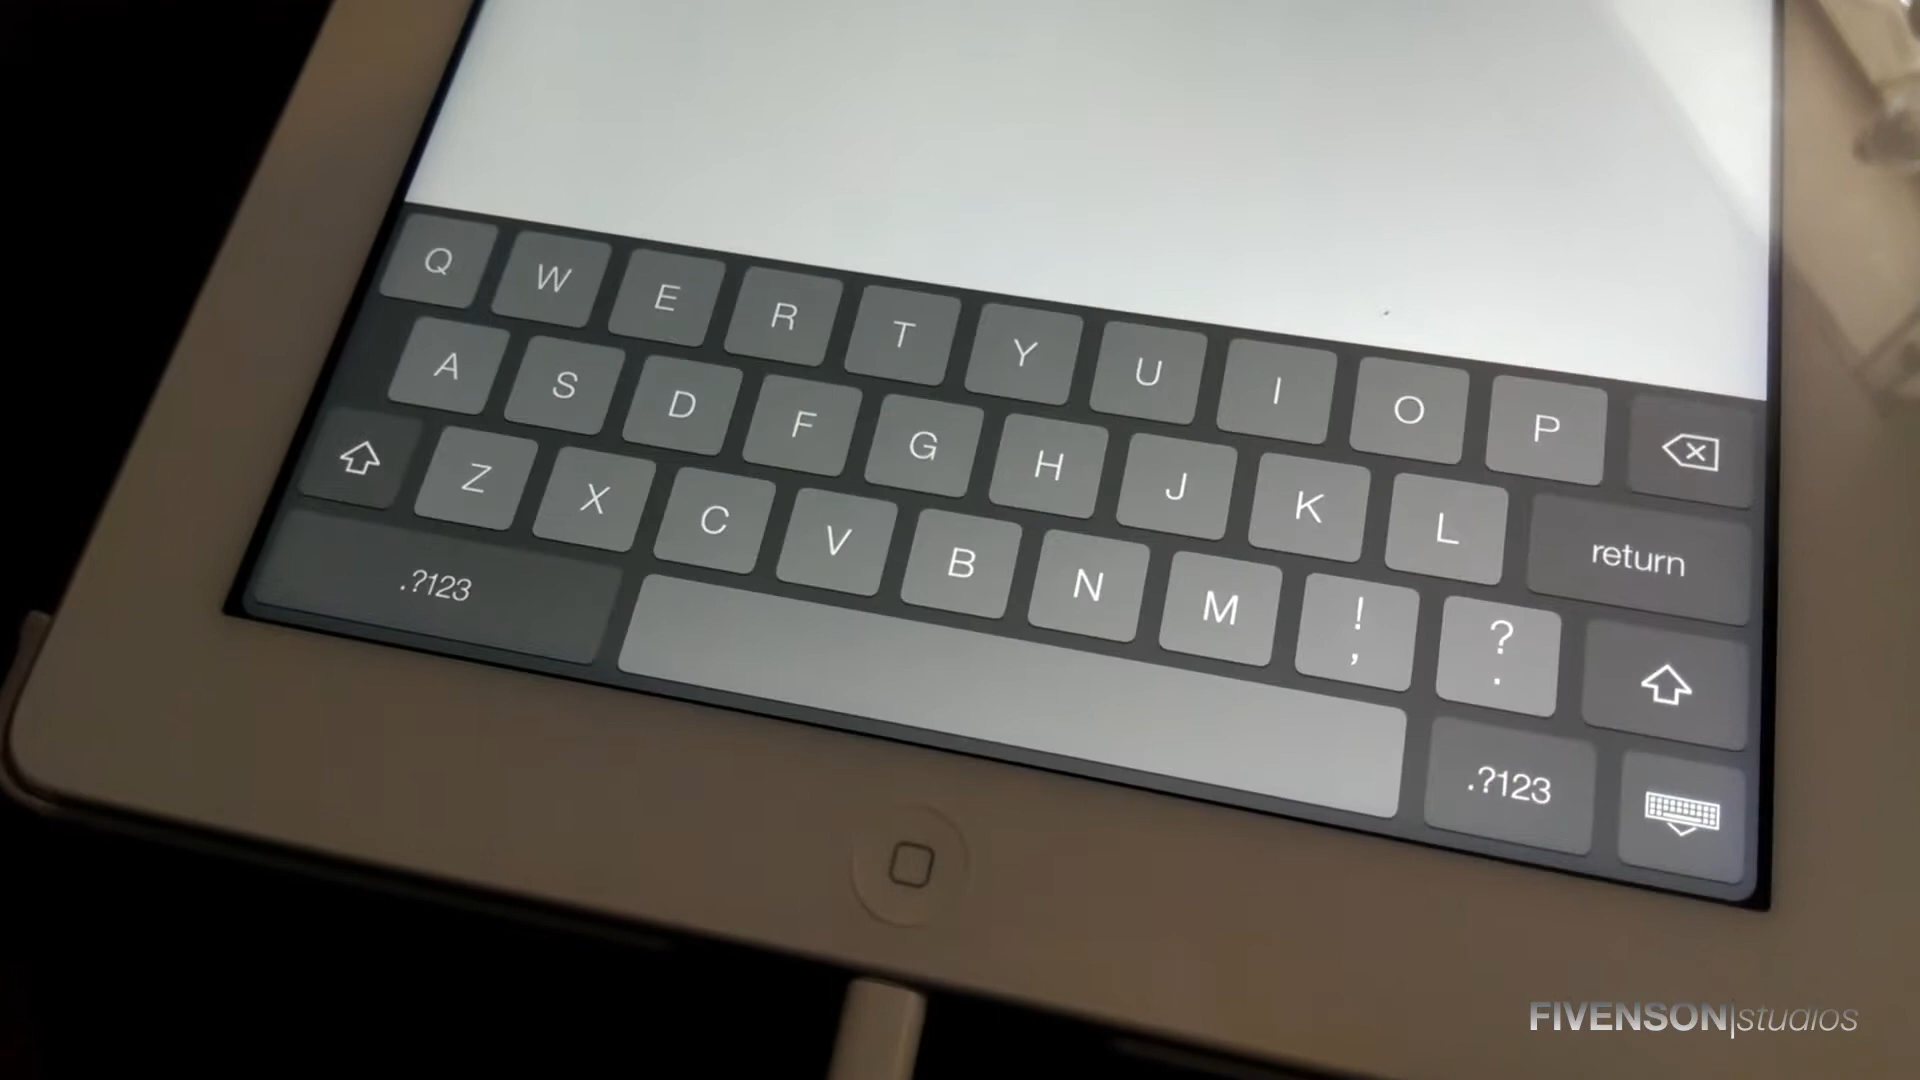 Q W E R T Y U I O P
A S D F G H J K L return
Z X C V B N M ! , ? .
.?123 .?123
FIVENSON|studios